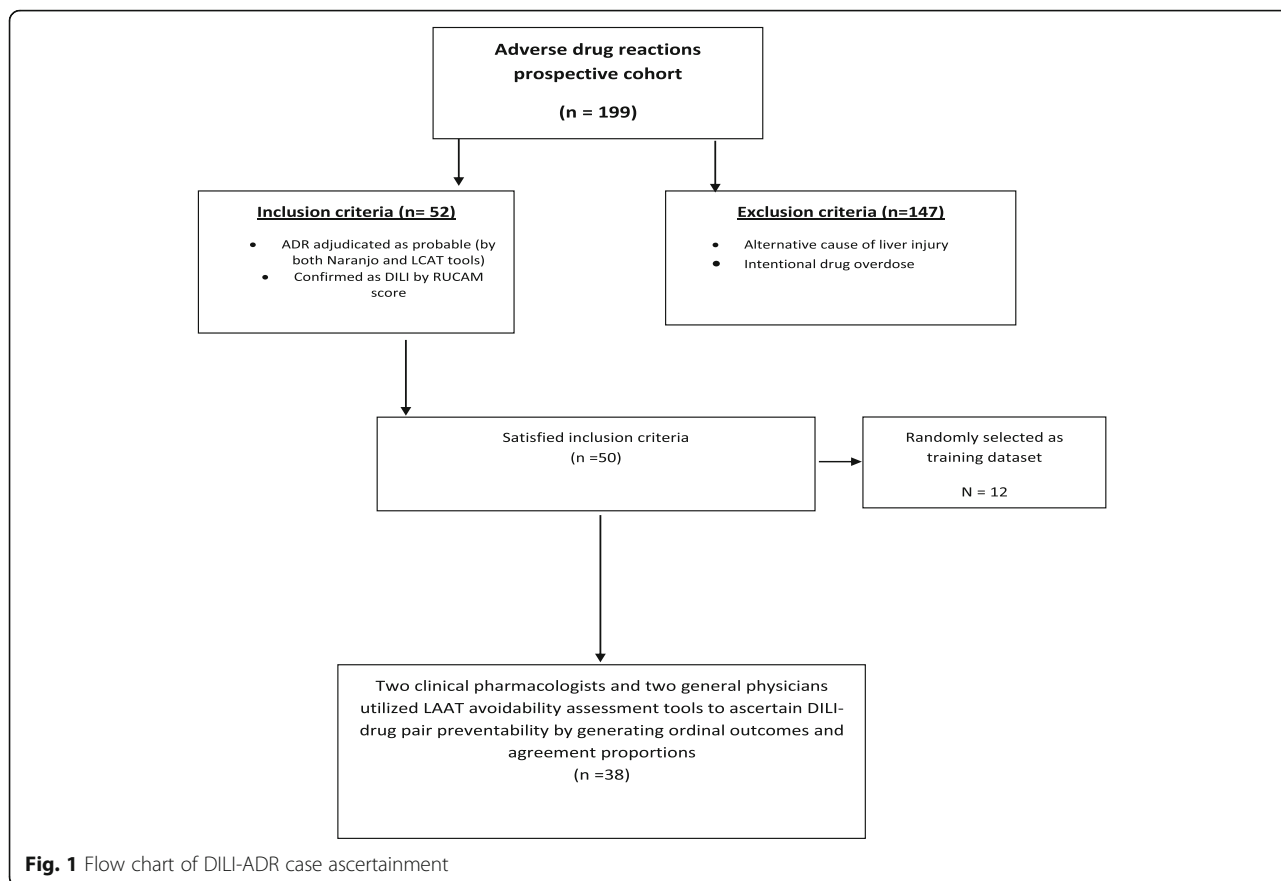 Adverse drug reactions
prospective cohort
(n = 199)
Inclusion criteria (n= 52)
• ADR adjudicated as probable (by
both Naranjo and LCAT tools)
• Confirmed as DILI by RUCAM
score
Exclusion criteria (n=147)
• Alternative cause of liver injury
• Intentional drug overdose
Satisfied inclusion criteria
(n =50)
Randomly selected as
training dataset
N = 12
Two clinical pharmacologists and two general physicians
utilized LAAT avoidability assessment tools to ascertain DILI-
drug pair preventability by generating ordinal outcomes and
agreement proportions
(n =38)
Fig. 1 Flow chart of DILI-ADR case ascertainment